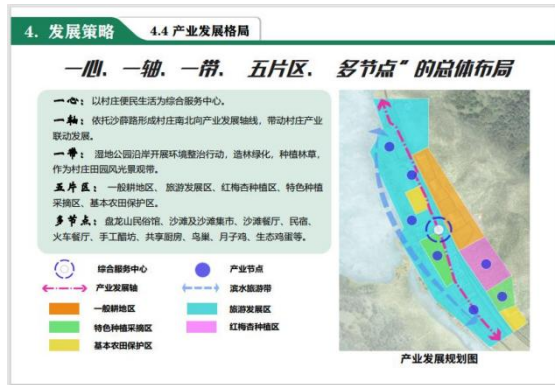 4. 发展策略
4.4 产业发展格局
一心、一轴、一带、 五片区、 多节点”的总体布局
一心：以村庄便民生活为综合服务中心。
一轴：依托沙薛路形成村庄南北向产业发展轴线，带动村庄产业
联动发展。
一带：湿地公园沿岸开展环境整治行动，造林绿化，种植林草，
作为村庄田园风光景观带。
五片区：一般耕地区、旅游发展区、红梅杏种植区、特色种植
采摘区、基本农田保护区。
多节点：盘龙山民俗馆、沙滩及沙滩集市、沙滩餐厅、民宿、
火车餐厅、手工醋坊、共享厨房、鸟巢、月子鸡、生态鸡蛋等。
综合服务中心
产业节点
产业发展轴
滨水旅游带
一般耕地区
旅游发展区
特色种植采摘区
红梅杏种植区
基本农田保护区
产业发展规划图